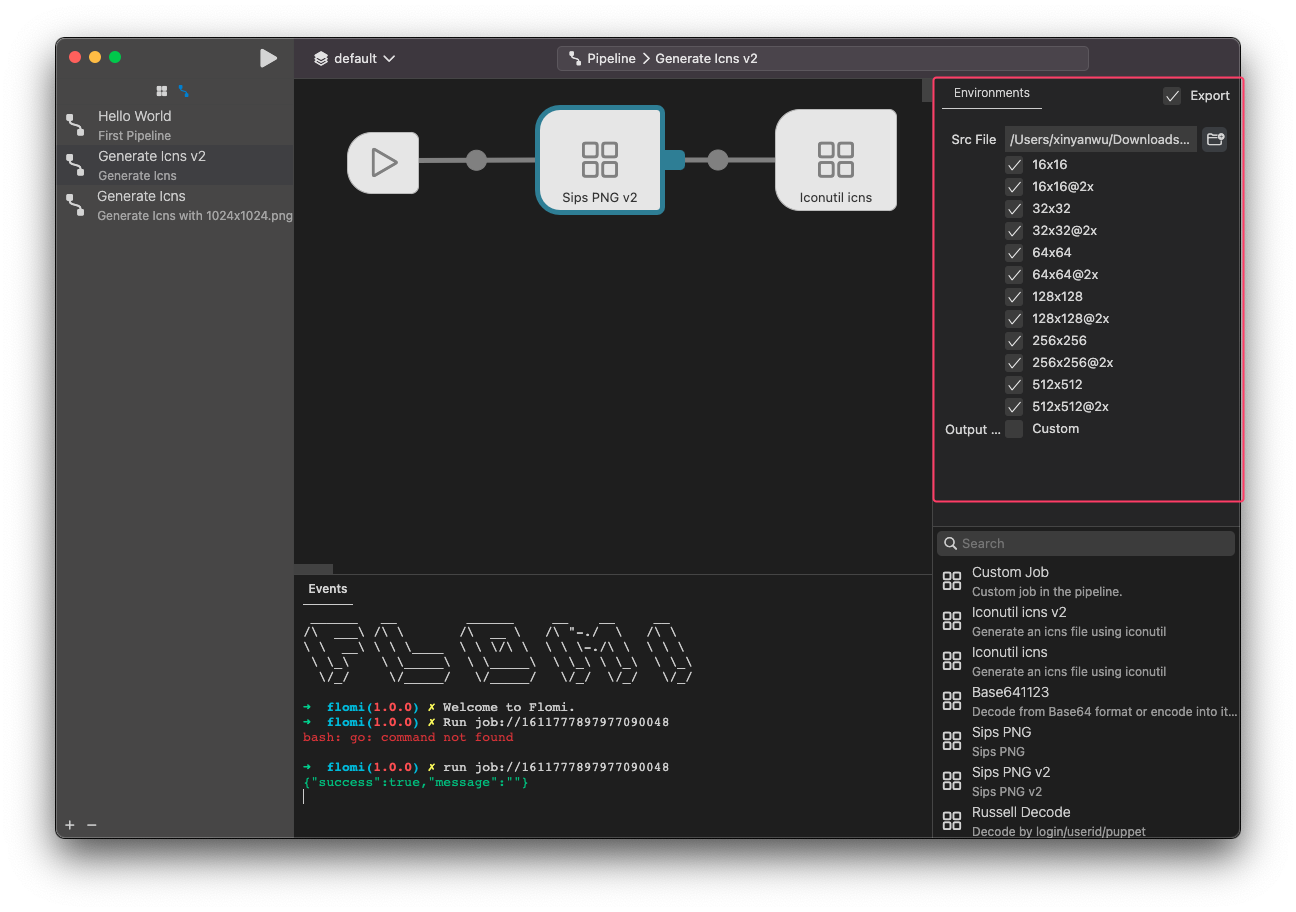 default
Pipeline
Generate Icns v2
Hello World
First Pipeline
Generate Icns v2
Generate Icns
Generate Icns
Generate Icns with 1024x1024.png
Sips PNG v2
Iconutil icns
Environments
Export
Src File
/Users/xinyanwu/Downloads...
16x16
16x16@2x
32x32
32x32@2x
64x64
64x64@2x
128x128
128x128@2x
256x256
256x256@2x
512x512
512x512@2x
Output ...
Custom
Events
➜ flomi(1.0.0) ✗ Welcome to Flomi.
➜ flomi(1.0.0) ✗ Run job://1611777897977090048
bash: go: command not found
➜ flomi(1.0.0) ✗ run job://1611777897977090048
{"success":true,"message":""}
Search
Custom Job
Custom job in the pipeline.
Iconutil icns v2
Generate an icns file using iconutil
Iconutil icns
Generate an icns file using iconutil
Base641123
Decode from Base64 format or encode into it...
Sips PNG
Sips PNG
Sips PNG v2
Sips PNG v2
Russell Decode
Decode by login/userid/puppet